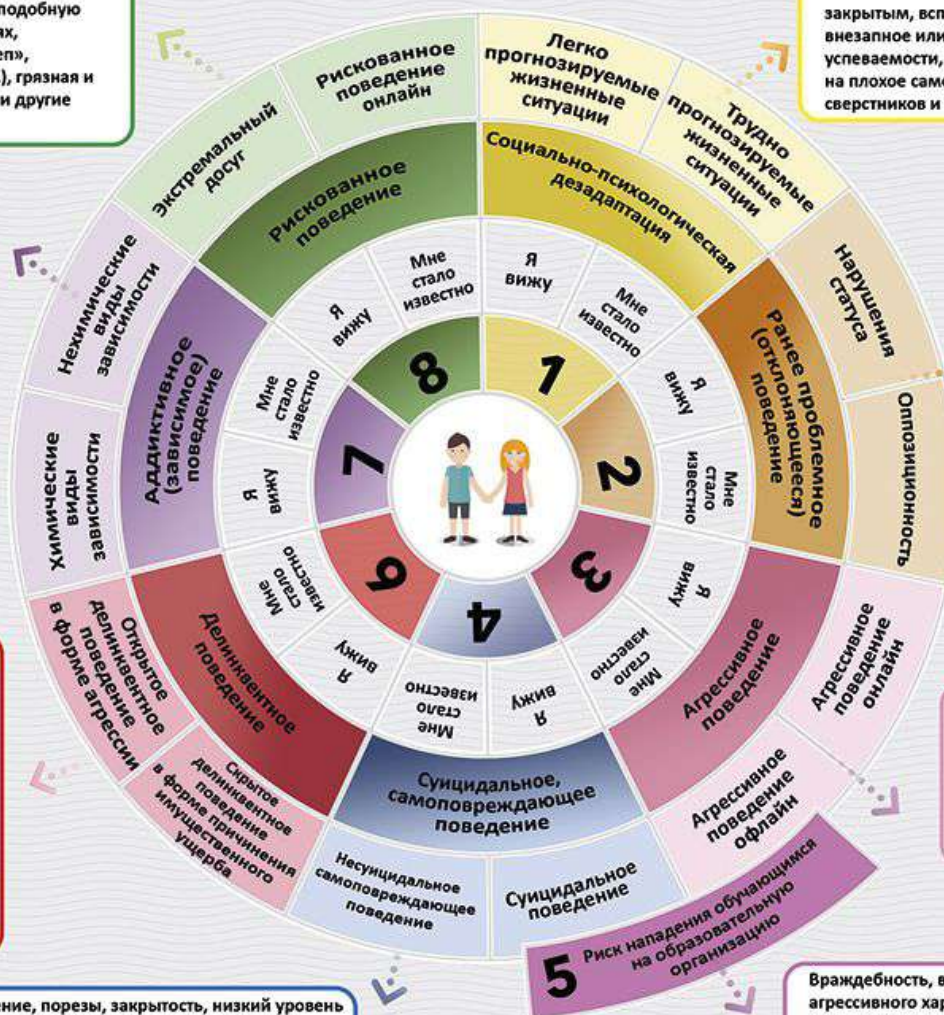 подобную
ях,
еп»,
), грязная и
и другие
закрытым, всп
внезапное или
успеваемости,
на плохое само
сверстников и
Рискованное
поведение
онлайн
Легко
прогнозируемые
жизненные
ситуации
Трудно
прогнозируемые
жизненные
ситуации
Экстремальный
досуг
Рискованное
поведение
Социально-психологическая
дезадаптация
Нарушения
статуса
Нехимические
виды
зависимости
Мне
стало
известно
Я
вижу
Я
вижу
Мне
стало
известно
Ранее проблемное
(отклоняющееся)
поведение
8
1
Аддиктивное
(зависимое)
поведение
Мне
стало
известно
Я
вижу
Оппозиционность
7
2
Химические
виды
зависимости
Я
вижу
Мне
стало
известно
6
3
4
Мне
стало
известно
Я
вижу
Открытое
делинквентное
поведение
в форме агрессии
Делинквентное
поведение
Я
вижу
Мне
стало
известно
Я
вижу
Мне
стало
известно
Агрессивное
поведение
Агрессивное
поведение
онлайн
Скрытое
делинквентное
поведение
в форме причинения
имущественного
ущерба
Суицидальное,
самоповреждающее
поведение
Агрессивное
поведение
офлайн
Несуицидальное
самоповреждающее
поведение
Суицидальное
поведение
5
Риск нападения обучающимся
на образовательную
организацию
ение, порезы, закрытость, низкий уровень
Враждебность, в
агрессивного хар